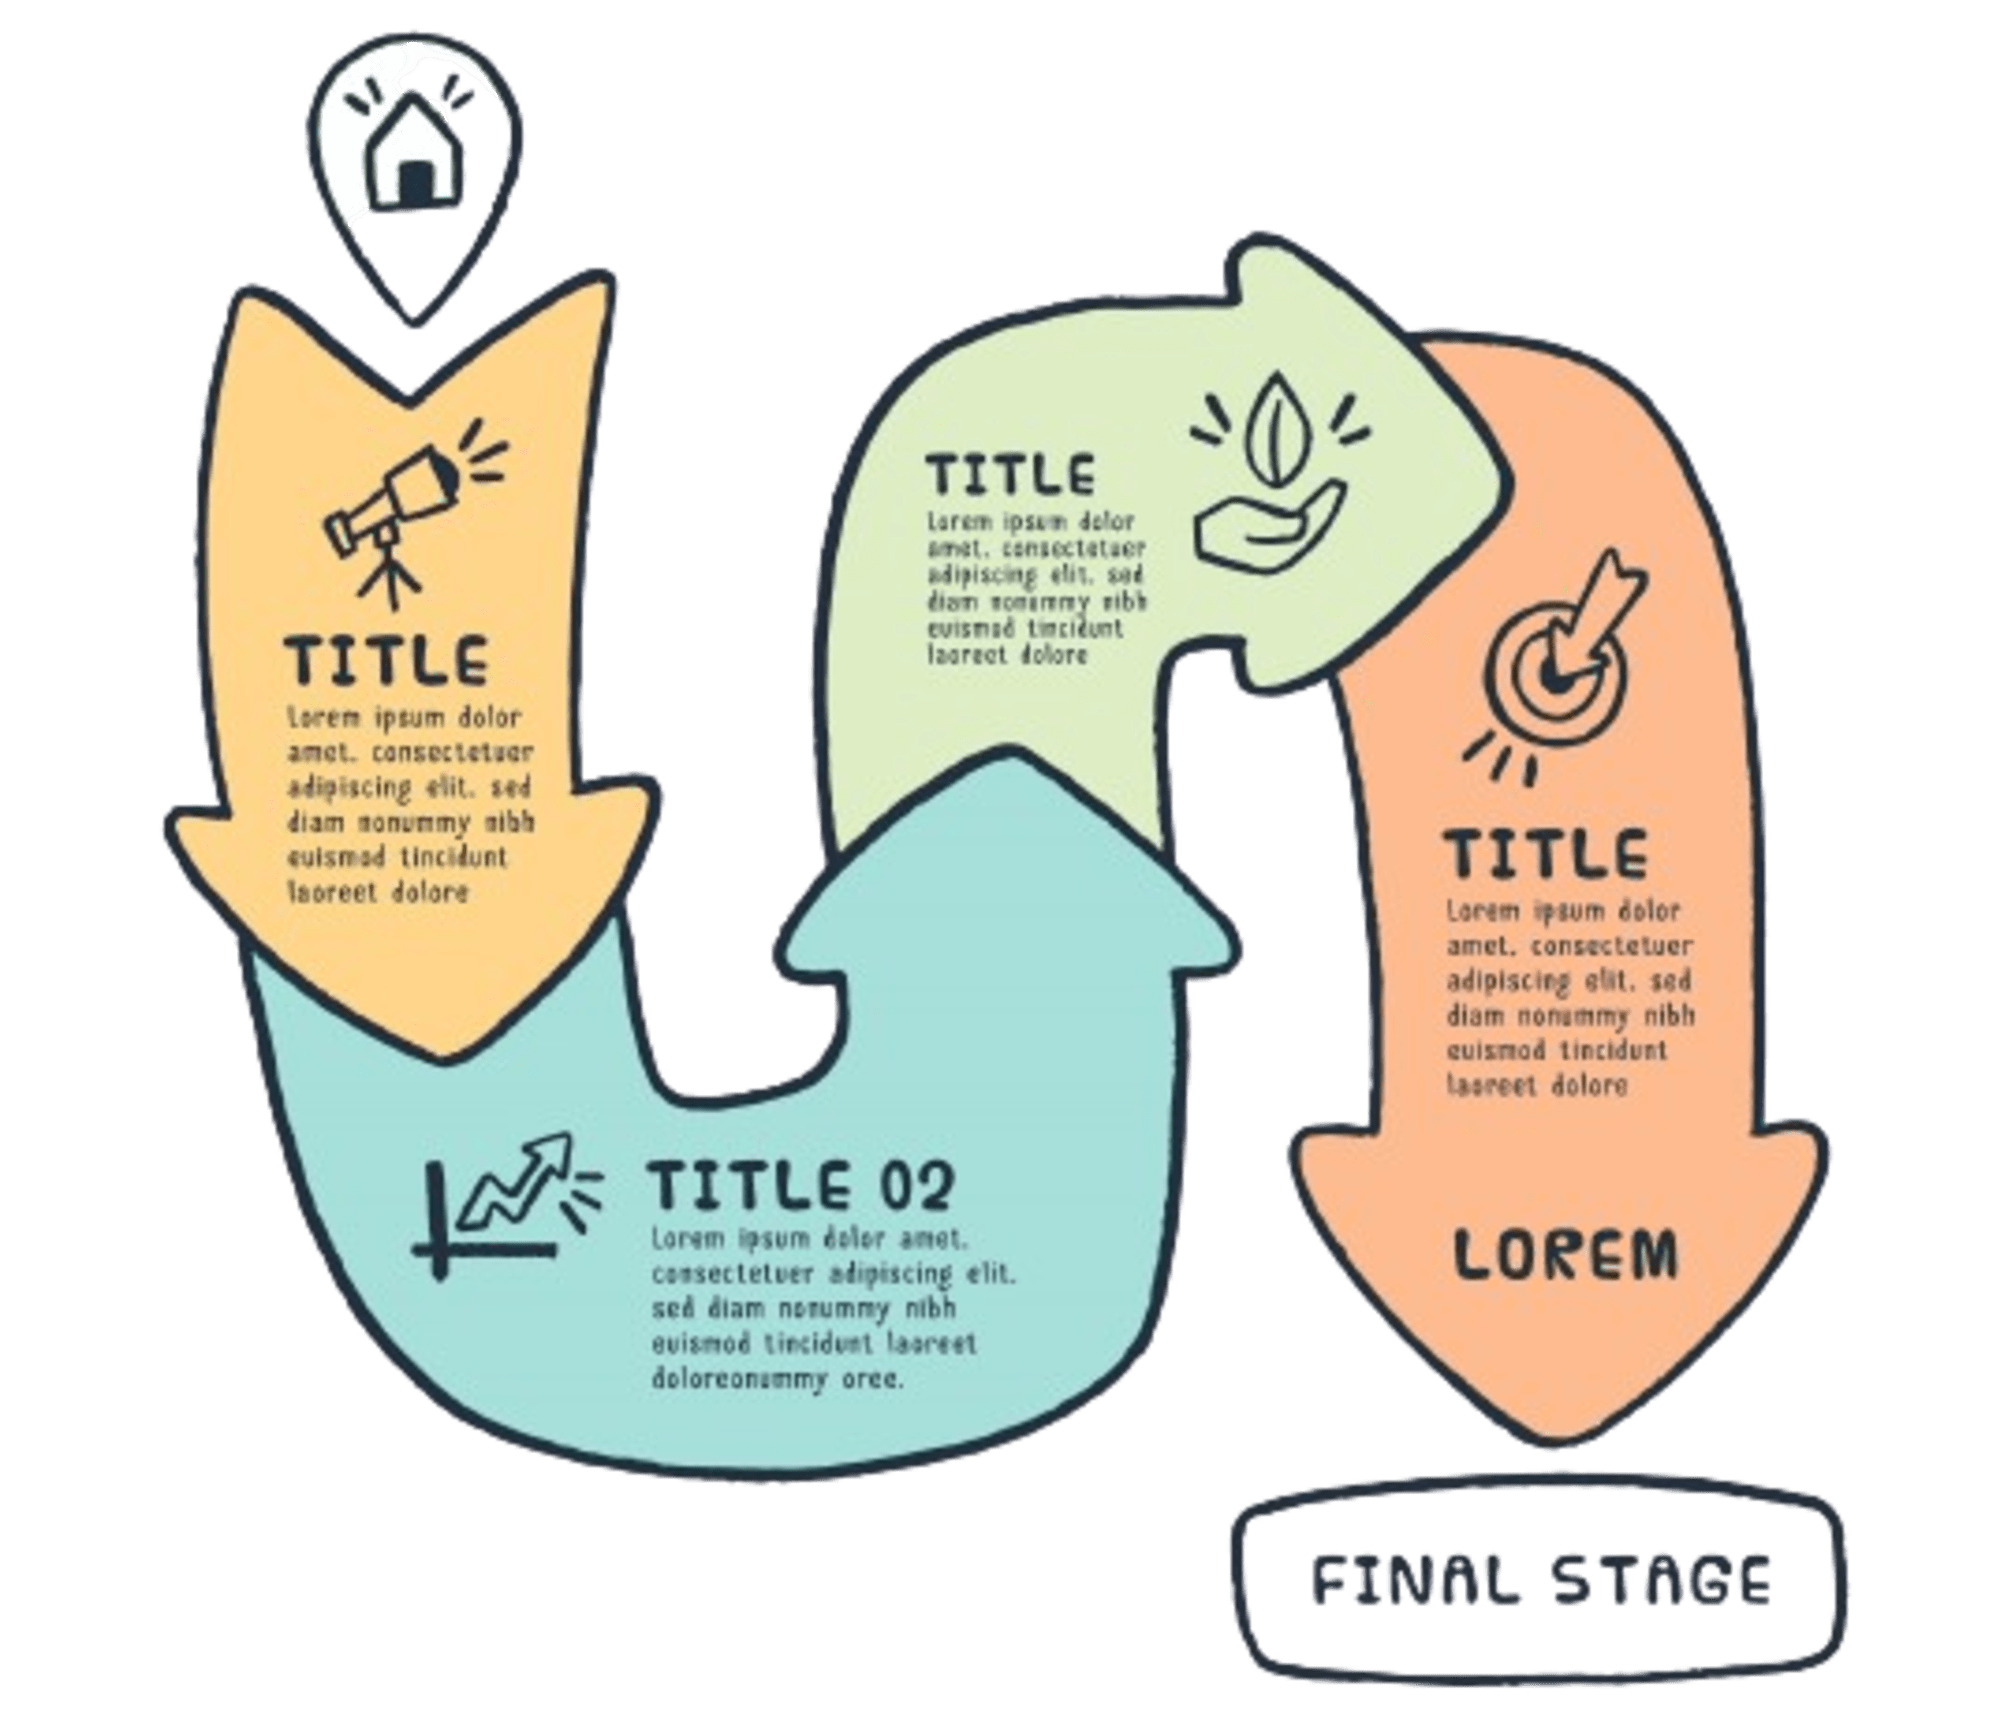 TITLE
Lorem ipsum dolor
amet. consectetuer
adipiscing elit. sed
diam nonummy nibh
euismod tincidunt
laoreet dolore
TITLE 02
Lorem ipsum dolor amet.
consectetuer adipiscing elit.
sed diam nonummy nibh
euismod tincidunt laoreet
doloreonummy oree.
TITLE
Lorem ipsum dolor
amet. consectetuer
adipiscing elit. sed
diam nonummy nibh
euismod tincidunt
laoreet dolore
TITLE
Lorem ipsum dolor
amet. consectetuer
adipiscing elit. sed
diam nonummy nibh
euismod tincidunt
laoreet dolore
LOREM
FINAL STAGE